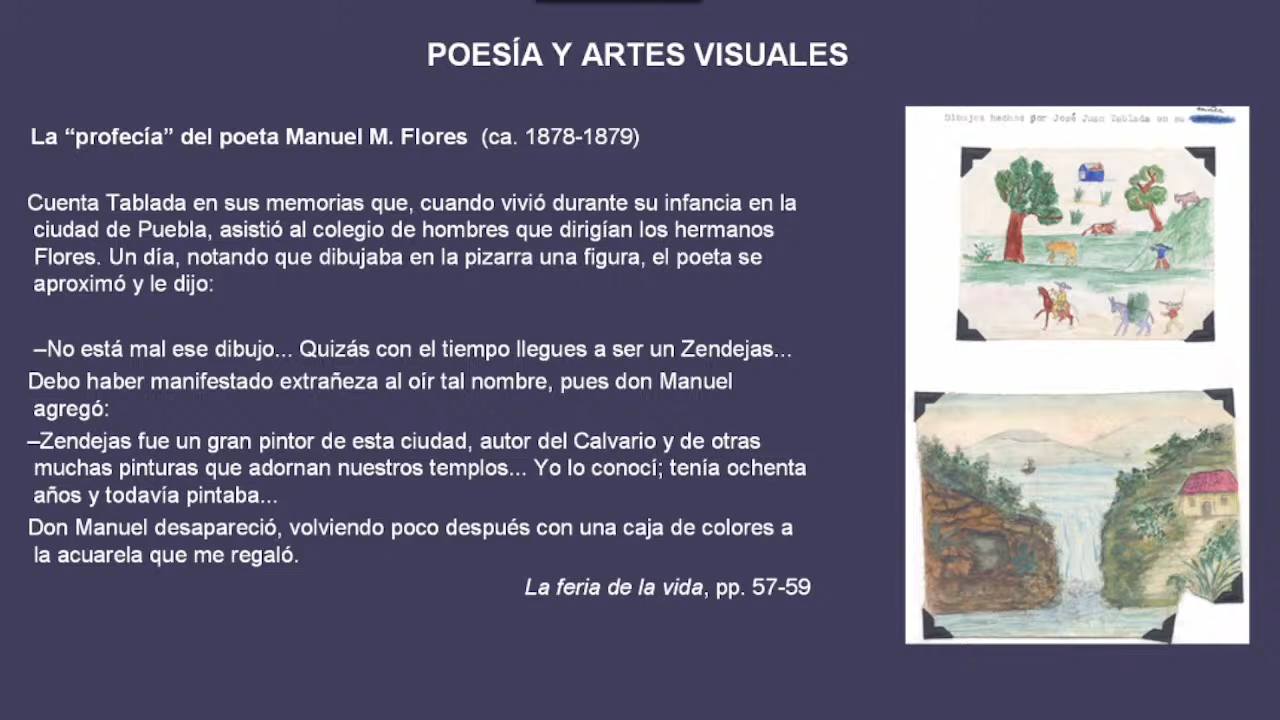 POESÍA Y ARTES VISUALES
La “profecía” del poeta Manuel M. Flores (ca. 1878-1879)
Cuenta Tablada en sus memorias que, cuando vivió durante su infancia en la
ciudad de Puebla, asistió al colegio de hombres que dirigían los hermanos
Flores. Un día, notando que dibujaba en la pizarra una figura, el poeta se
aproximó y le dijo:
–No está mal ese dibujo... Quizás con el tiempo llegues a ser un Zendejas...
Debo haber manifestado extrañeza al oír tal nombre, pues don Manuel
agregó:
–Zendejas fue un gran pintor de esta ciudad, autor del Calvario y de otras
muchas pinturas que adornan nuestros templos... Yo lo conocí; tenía ochenta
años y todavía pintaba...
Don Manuel desapareció, volviendo poco después con una caja de colores a
la acuarela que me regaló.
La feria de la vida, pp. 57-59
Dibujos hechos por José Juan Tablada en su